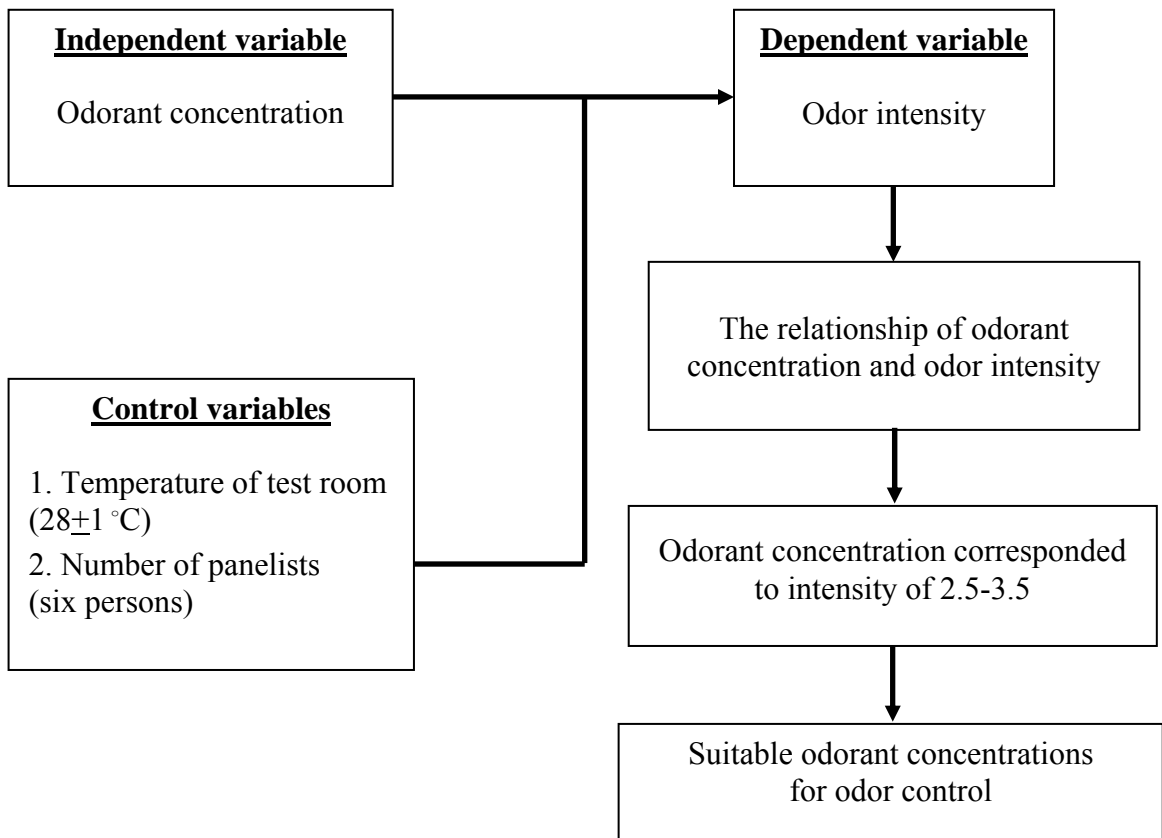 Independent variable
Odorant concentration
Dependent variable
Odor intensity
The relationship of odorant
concentration and odor intensity
Control variables
1. Temperature of test room
(28±1 °C)
2. Number of panelists
(six persons)
Odorant concentration corresponded
to intensity of 2.5-3.5
Suitable odorant concentrations
for odor control